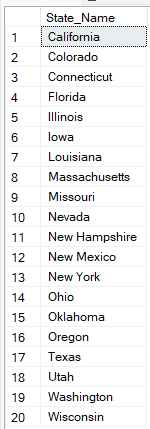 State_Name
1 California
2 Colorado
3 Connecticut
4 Florida
5 Illinois
6 Iowa
7 Louisiana
8 Massachusetts
9 Missouri
10 Nevada
11 New Hampshire
12 New Mexico
13 New York
14 Ohio
15 Oklahoma
16 Oregon
17 Texas
18 Utah
19 Washington
20 Wisconsin